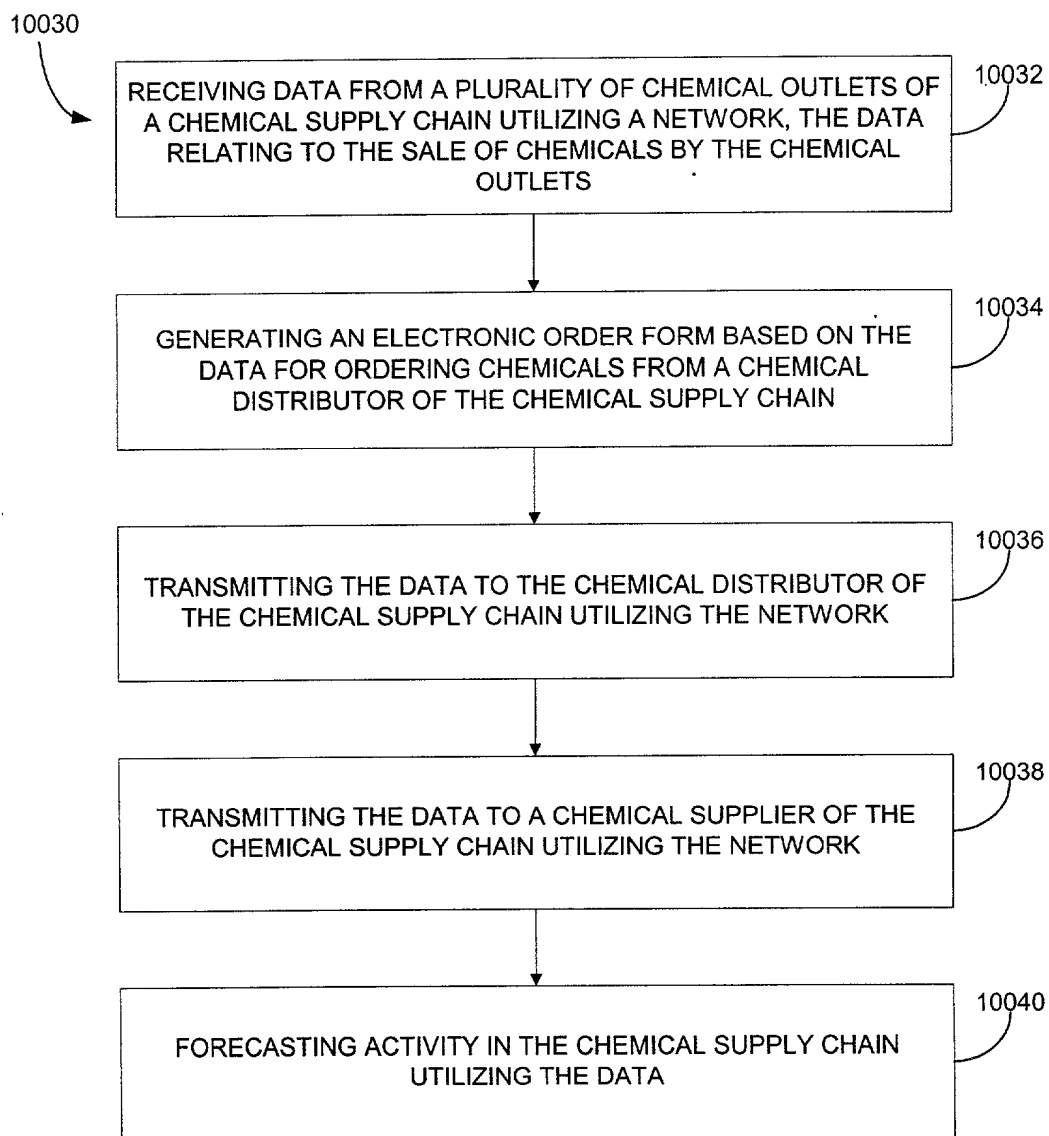 10030
RECEIVING DATA FROM A PLURALITY OF CHEMICAL OUTLETS OF
A CHEMICAL SUPPLY CHAIN UTILIZING A NETWORK, THE DATA
RELATING TO THE SALE OF CHEMICALS BY THE CHEMICAL
OUTLETS
10032
GENERATING AN ELECTRONIC ORDER FORM BASED ON THE
DATA FOR ORDERING CHEMICALS FROM A CHEMICAL
DISTRIBUTOR OF THE CHEMICAL SUPPLY CHAIN
10034
TRANSMITTING THE DATA TO THE CHEMICAL DISTRIBUTOR OF
THE CHEMICAL SUPPLY CHAIN UTILIZING THE NETWORK
10036
TRANSMITTING THE DATA TO A CHEMICAL SUPPLIER OF THE
CHEMICAL SUPPLY CHAIN UTILIZING THE NETWORK
10038
FORECASTING ACTIVITY IN THE CHEMICAL SUPPLY CHAIN
UTILIZING THE DATA
10040